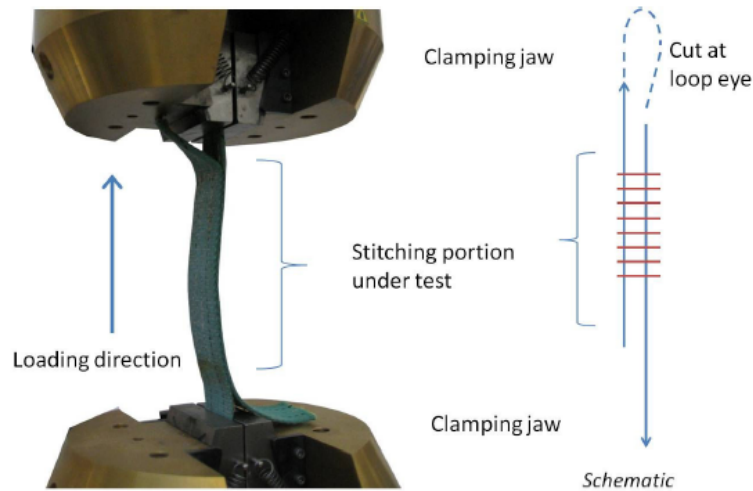 Clamping jaw
Cut at
loop eye
Stitching portion
under test
Loading direction
Clamping jaw
Schematic